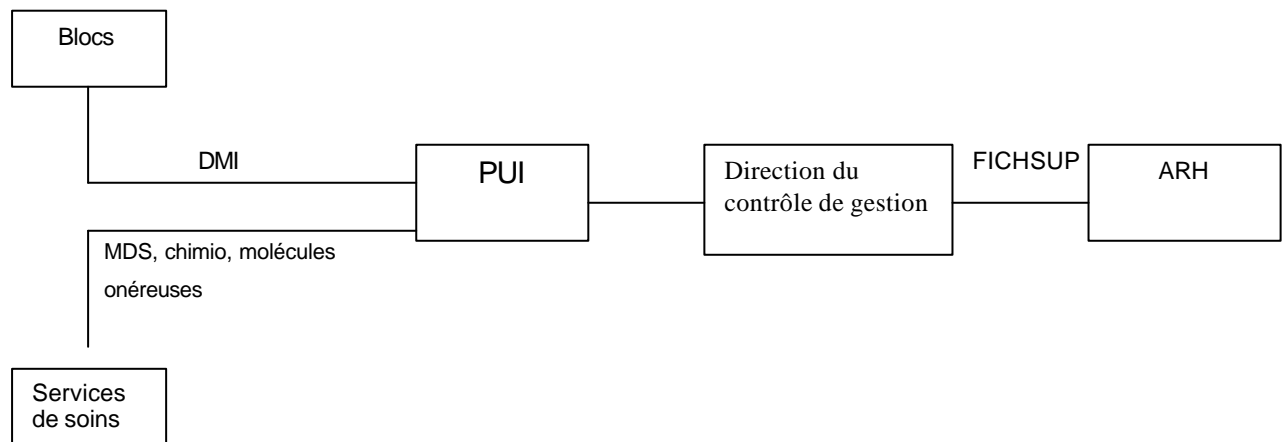 Blocs
DMI
PUI
Direction du
contrôle de gestion
FICHSUP
ARH
MDS, chimio, molécules
onéreuses
Services
de soins